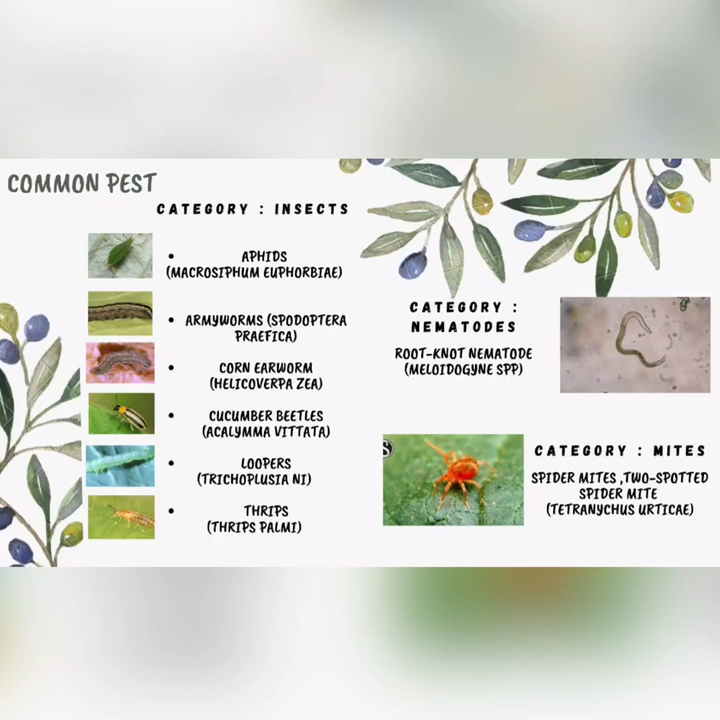 COMMON PEST
CATEGORY : INSECTS
• APHIDS
(MACROSIPHUM EUPHORBIAE)
• ARMYWORMS (SPODOPTERA
PRAEFICA)
• CORN EARWORM
(HELICOVERPA ZEA)
• CUCUMBER BEETLES
(ACALYMMA VITTATA)
• LOOPERS
(TRICHOPLUSIA NI)
• THRIPS
(THRIPS PALMI)
CATEGORY :
NEMATODES
ROOT-KNOT NEMATODE
(MELOIDOGYNE SPP)
CATEGORY : MITES
SPIDER MITES ,TWO-SPOTTED
SPIDER MITE
(TETRANYCHUS URTICAE)